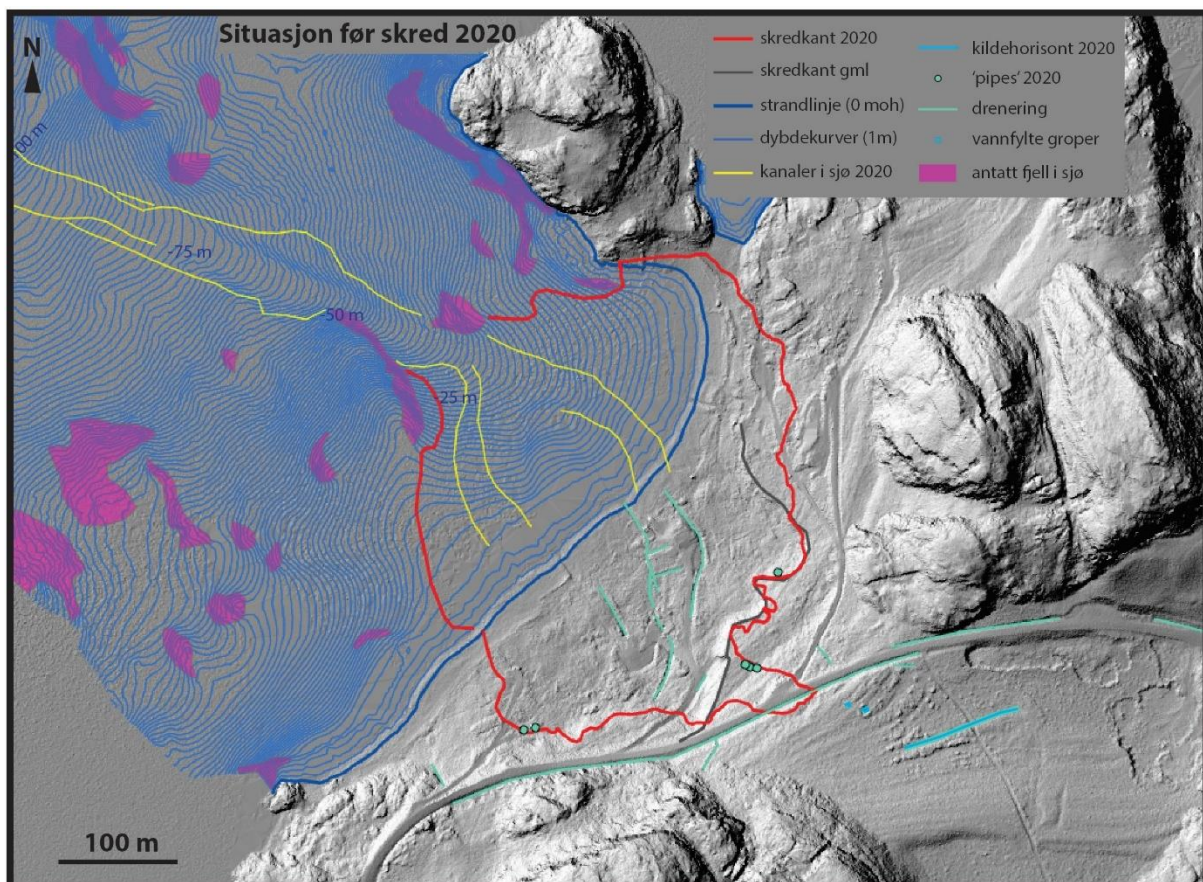 Situasjon før skred 2020
N
skredkant 2020
skredkant gml
strandlinje (0 moh)
dybdekurver (1m)
kanaler i sjø 2020
kildehorisont 2020
'pipes' 2020
drenering
vannfylte groper
antatt fjell i sjø
00 m
-75 m
-50 m
-25 m
100 m